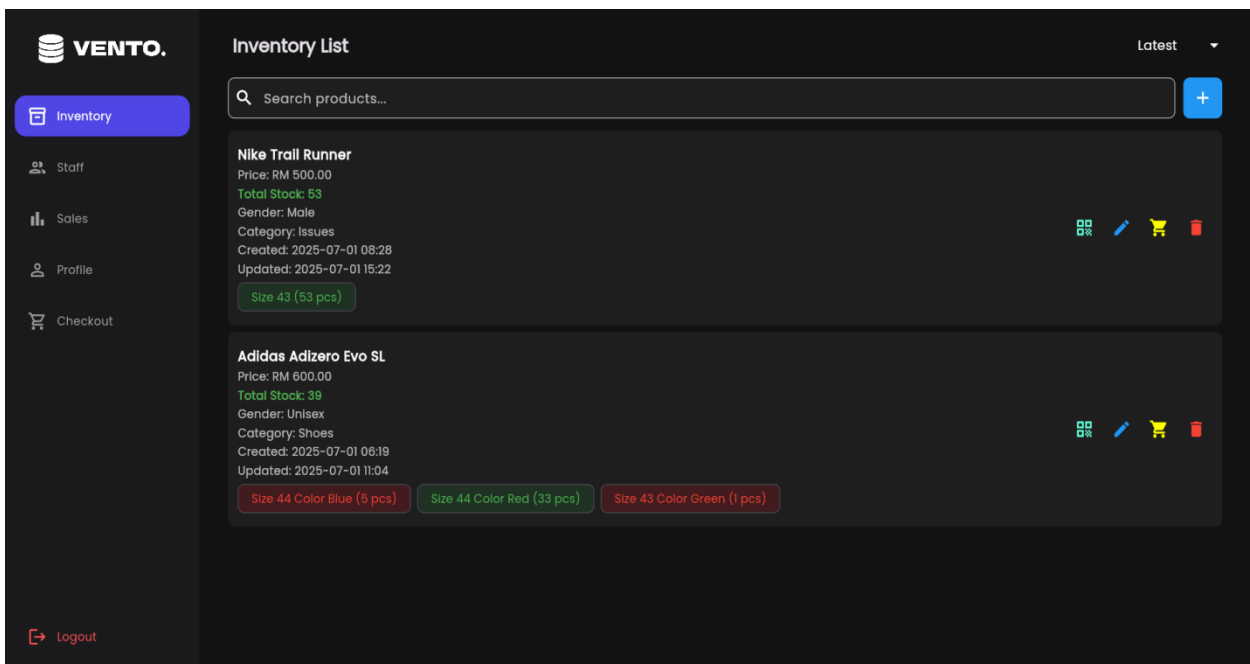 VENTO.
Inventory
Staff
Sales
Profile
Checkout
Logout
Inventory List
Latest
Search products...
+
Nike Trail Runner
Price: RM 500.00
Total Stock: 53
Gender: Male
Category: Issues
Created: 2025-07-01 08:28
Updated: 2025-07-01 15:22
Size 43 (53 pcs)
Adidas Adizero Evo SL
Price: RM 600.00
Total Stock: 39
Gender: Unisex
Category: Shoes
Created: 2025-07-01 06:19
Updated: 2025-07-01 11:04
Size 44 Color Blue (5 pcs) Size 44 Color Red (33 pcs) Size 43 Color Green (1 pcs)